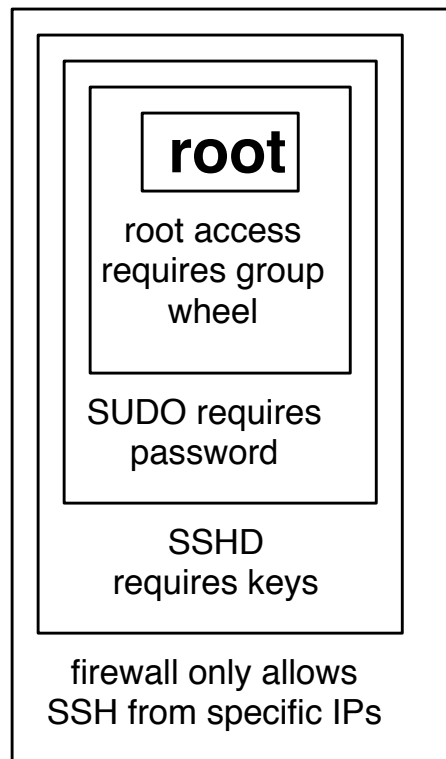 root
root access
requires group
wheel
SUDO requires
password
SSHD
requires keys
firewall only allows
SSH from specific IPs